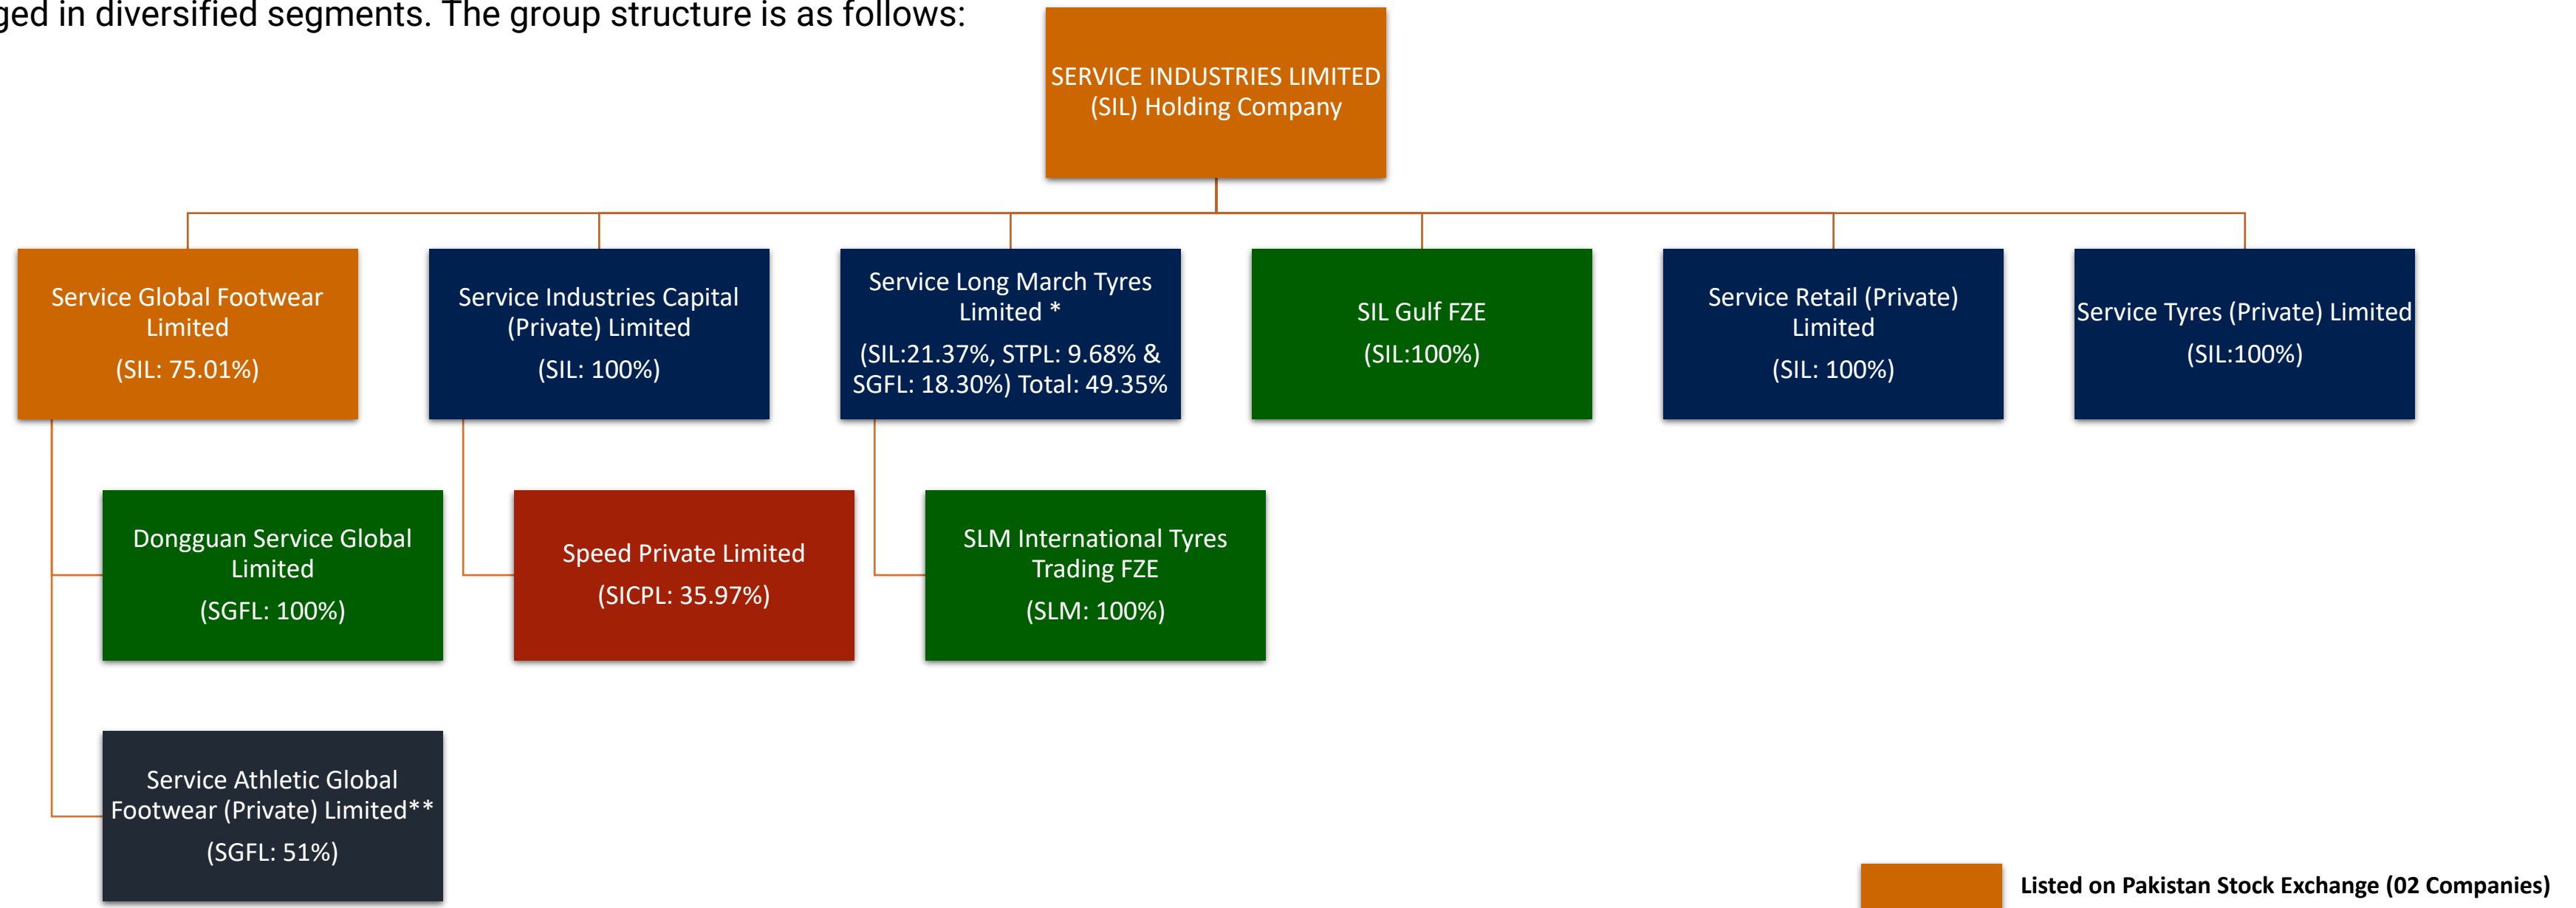 ged in diversified segments. The group structure is as follows:
SERVICE INDUSTRIES LIMITED
(SIL) Holding Company
Service Global Footwear
Limited
(SIL: 75.01%)
Service Industries Capital
(Private) Limited
(SIL: 100%)
Service Long March Tyres
Limited *
(SIL:21.37%, STPL: 9.68% &
SGFL: 18.30%) Total: 49.35%
SIL Gulf FZE
(SIL:100%)
Service Retail (Private)
Limited
(SIL: 100%)
Service Tyres (Private) Limited
(SIL:100%)
Dongguan Service Global
Limited
(SGFL: 100%)
Speed Private Limited
(SICPL: 35.97%)
SLM International Tyres
Trading FZE
(SLM: 100%)
Service Athletic Global
Footwear (Private) Limited**
(SGFL: 51%)
Listed on Pakistan Stock Exchange (02 Companies)